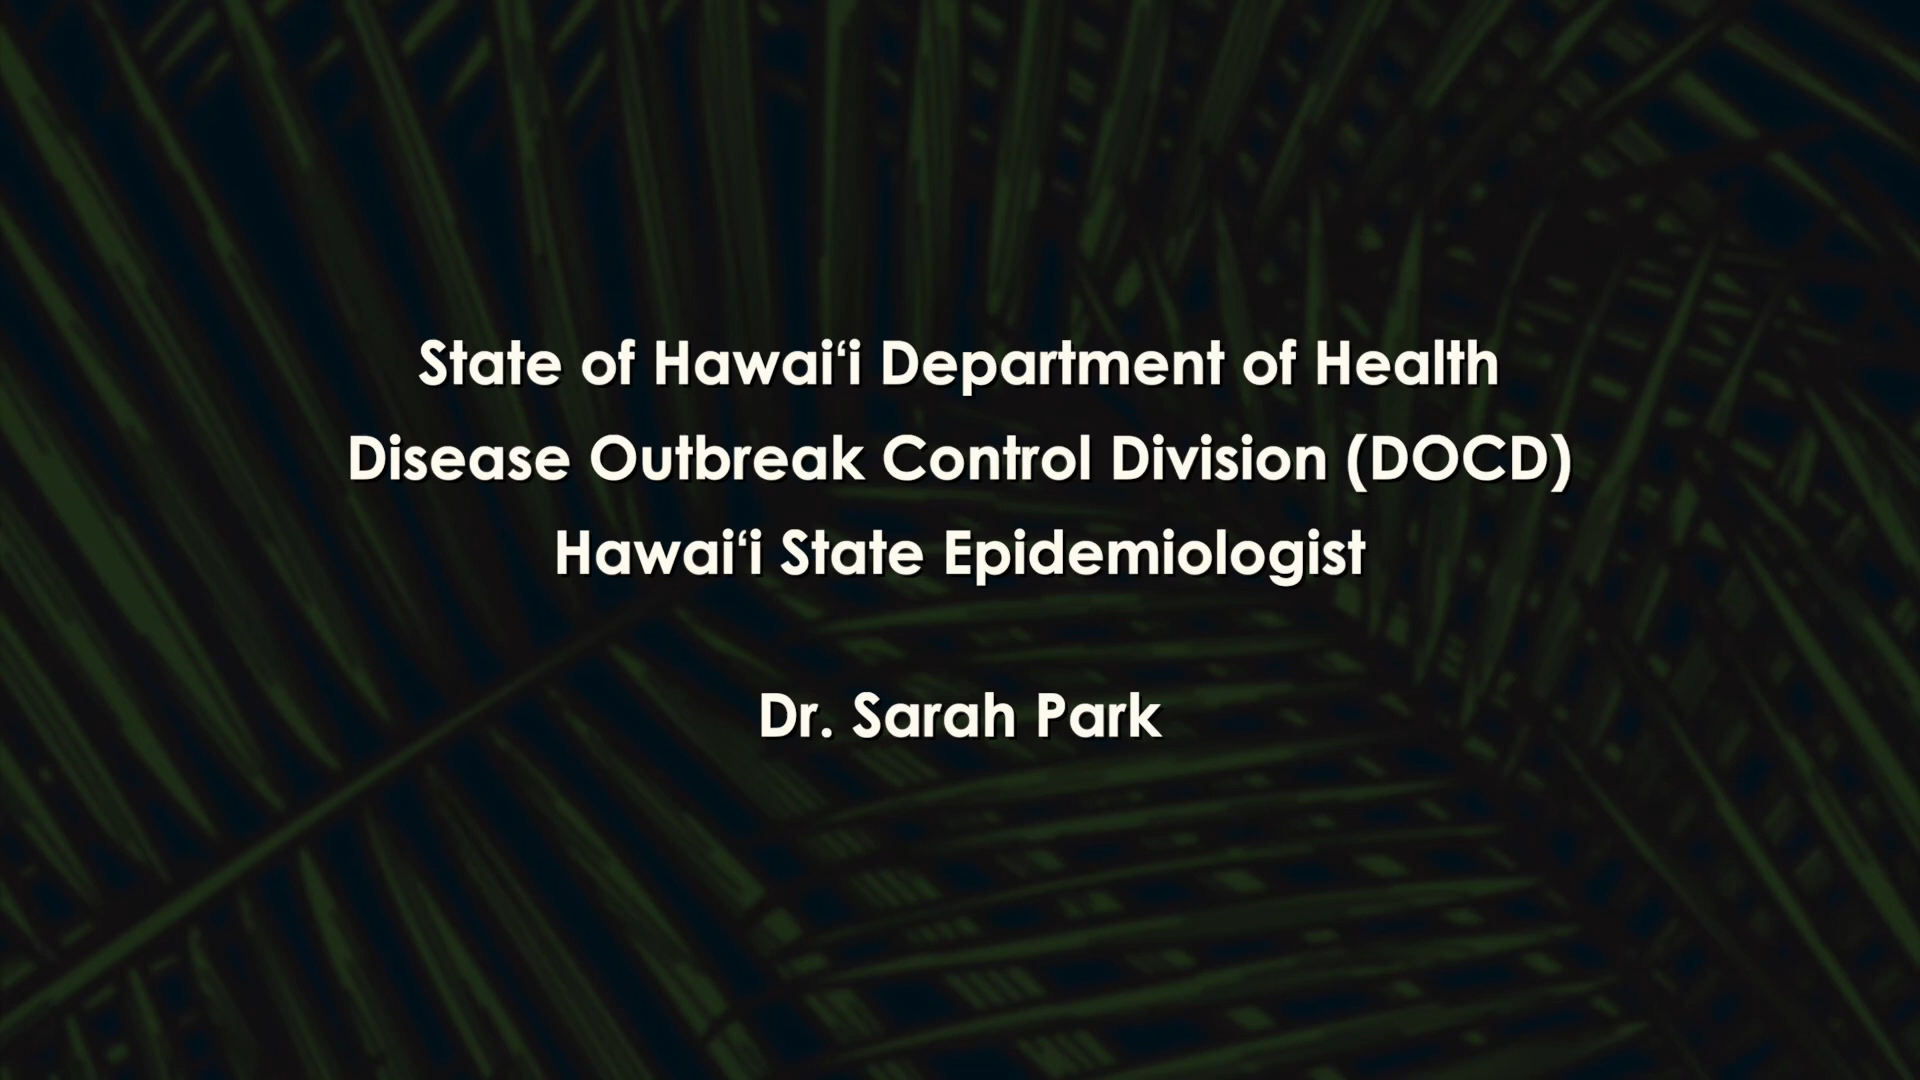 State of Hawaiʻi Department of Health
Disease Outbreak Control Division (DOCD)
Hawaiʻi State Epidemiologist
Dr. Sarah Park